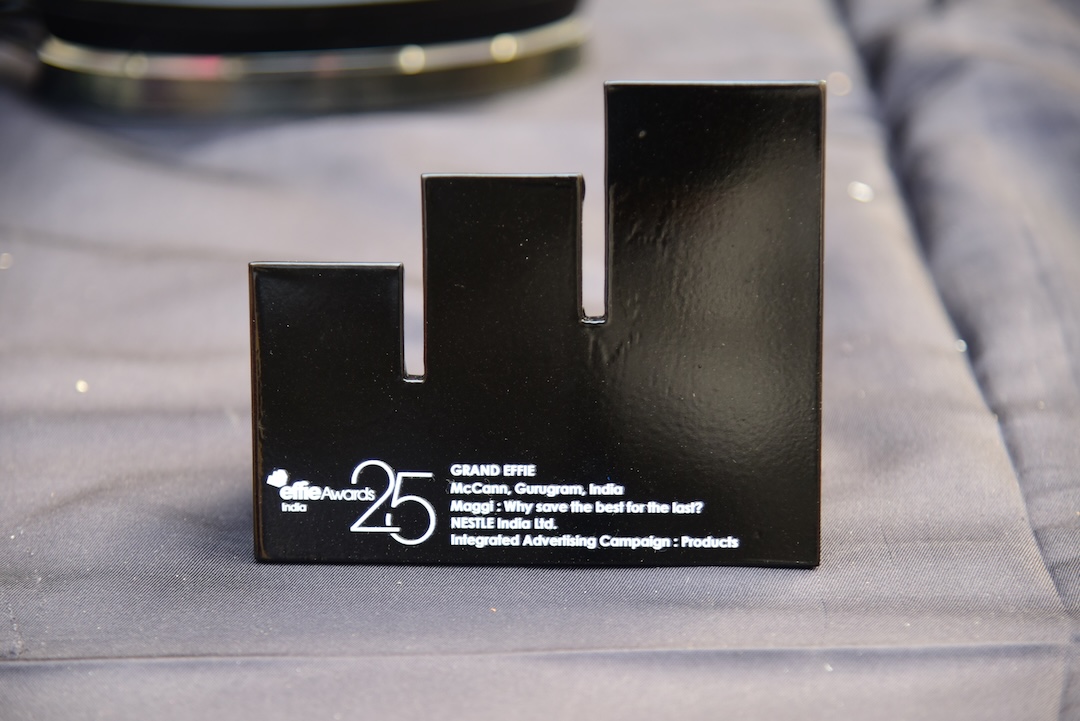 effie Awards
India
25
GRAND EFFIE
McCann, Gurugram, India
Maggi : Why save the best for the last?
NESTLE India Ltd.
Integrated Advertising Campaign : Products